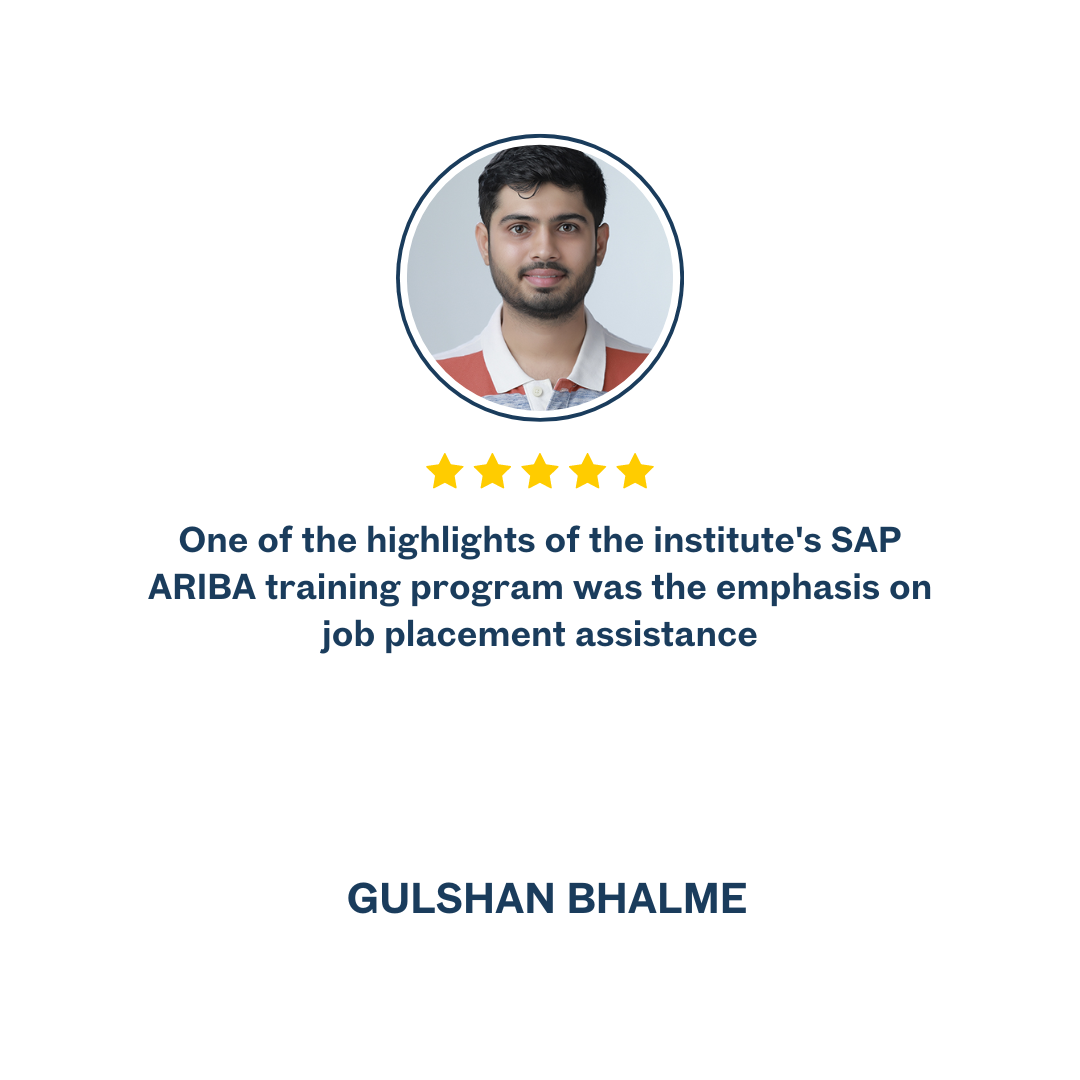 One of the highlights of the institute's SAP
ARIBA training program was the emphasis on
job placement assistance
GULSHAN BHALME